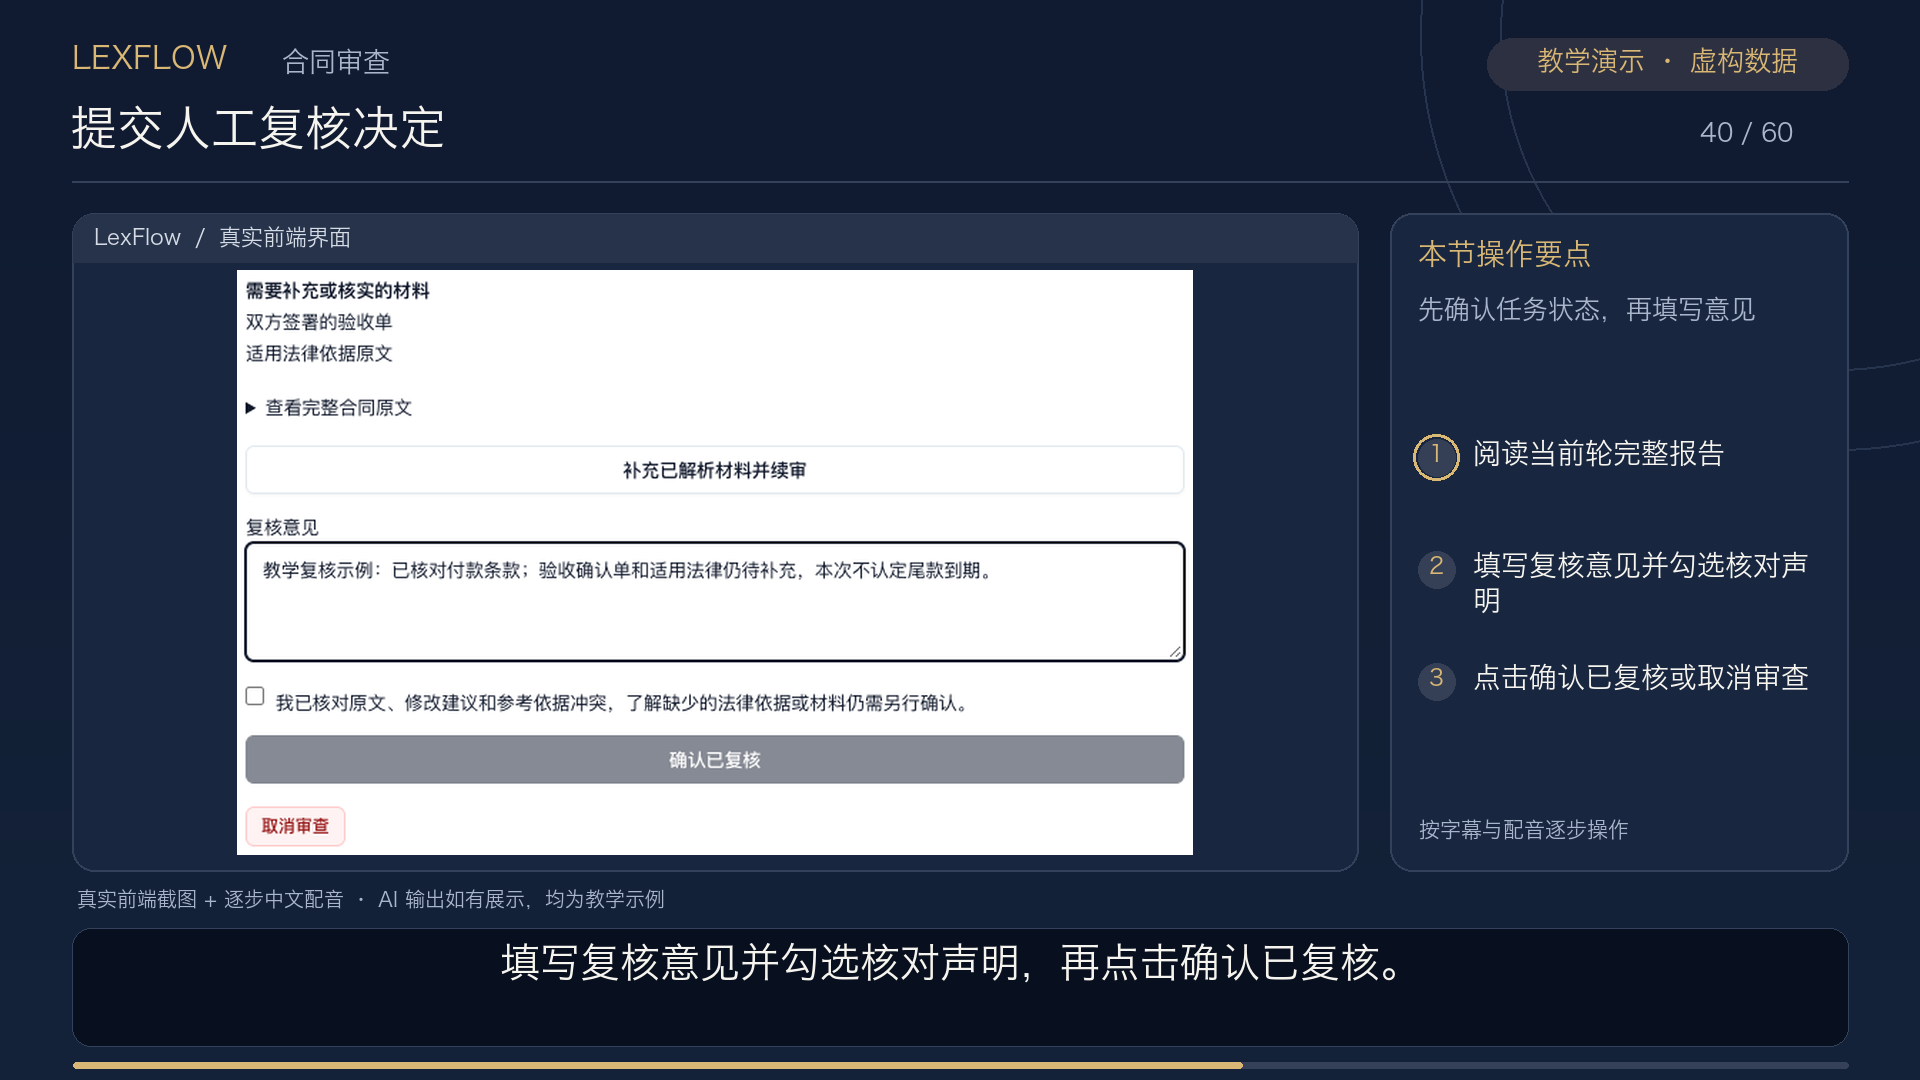 LEXFLOW 合同审查
教学演示 · 虚构数据
提交人工复核决定
40 / 60
LexFlow / 真实前端界面
需要补充或核实的材料
双方签署的验收单
适用法律依据原文
▶ 查看完整合同原文
补充已解析材料并续审
复核意见
教学复核示例：已核对付款条款；验收确认单和适用法律仍待补充，本次不认定尾款到期。
我已核对原文、修改建议和参考依据冲突，了解缺少的法律依据或材料仍需另行确认。
确认已复核
取消审查
本节操作要点
先确认任务状态，再填写意见
1 阅读当前轮完整报告
2 填写复核意见并勾选核对声
明
3 点击确认已复核或取消审查
按字幕与配音逐步操作
真实前端截图 + 逐步中文配音 · AI 输出如有展示，均为教学示例
填写复核意见并勾选核对声明，再点击确认已复核。